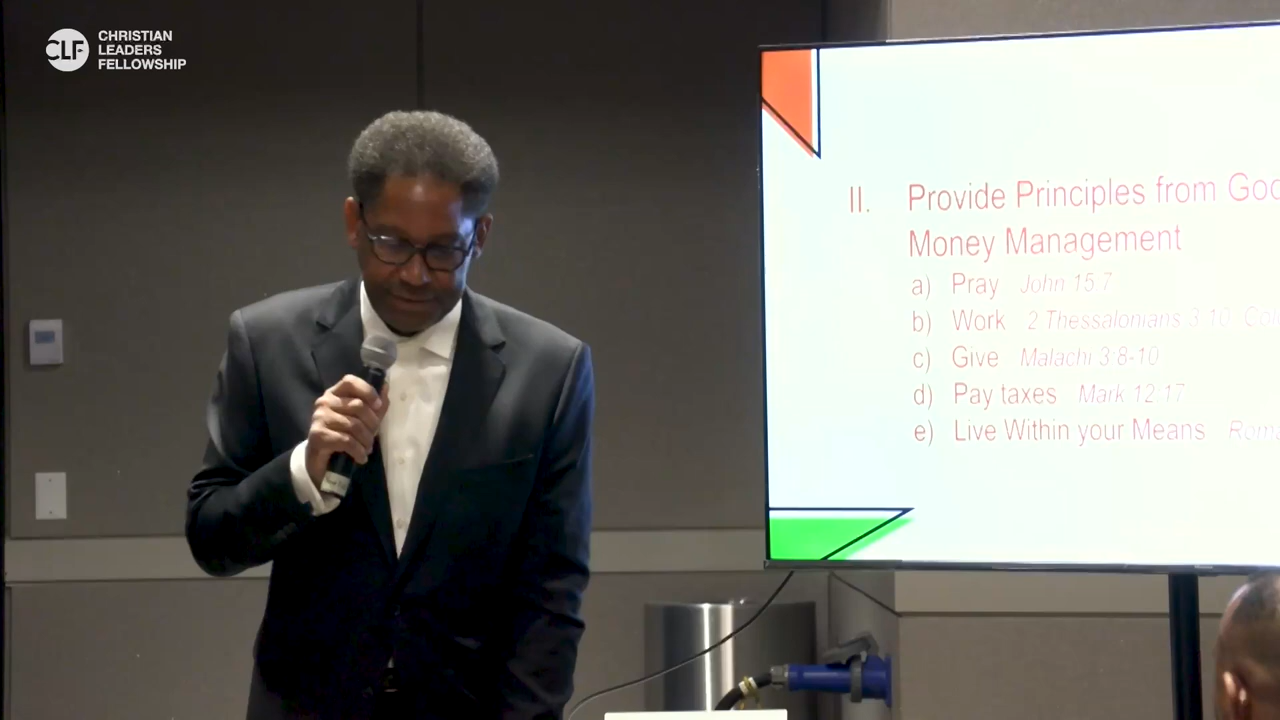 CLF
CHRISTIAN
LEADERS
FELLOWSHIP
II. Provide Principles from
Money Management
a) Pray John 15:7
b) Work 2 Thessalonians 3:10
c) Give Malachi 3:8-10
d) Pay taxes Mark 12:17
e) Live Within your Means